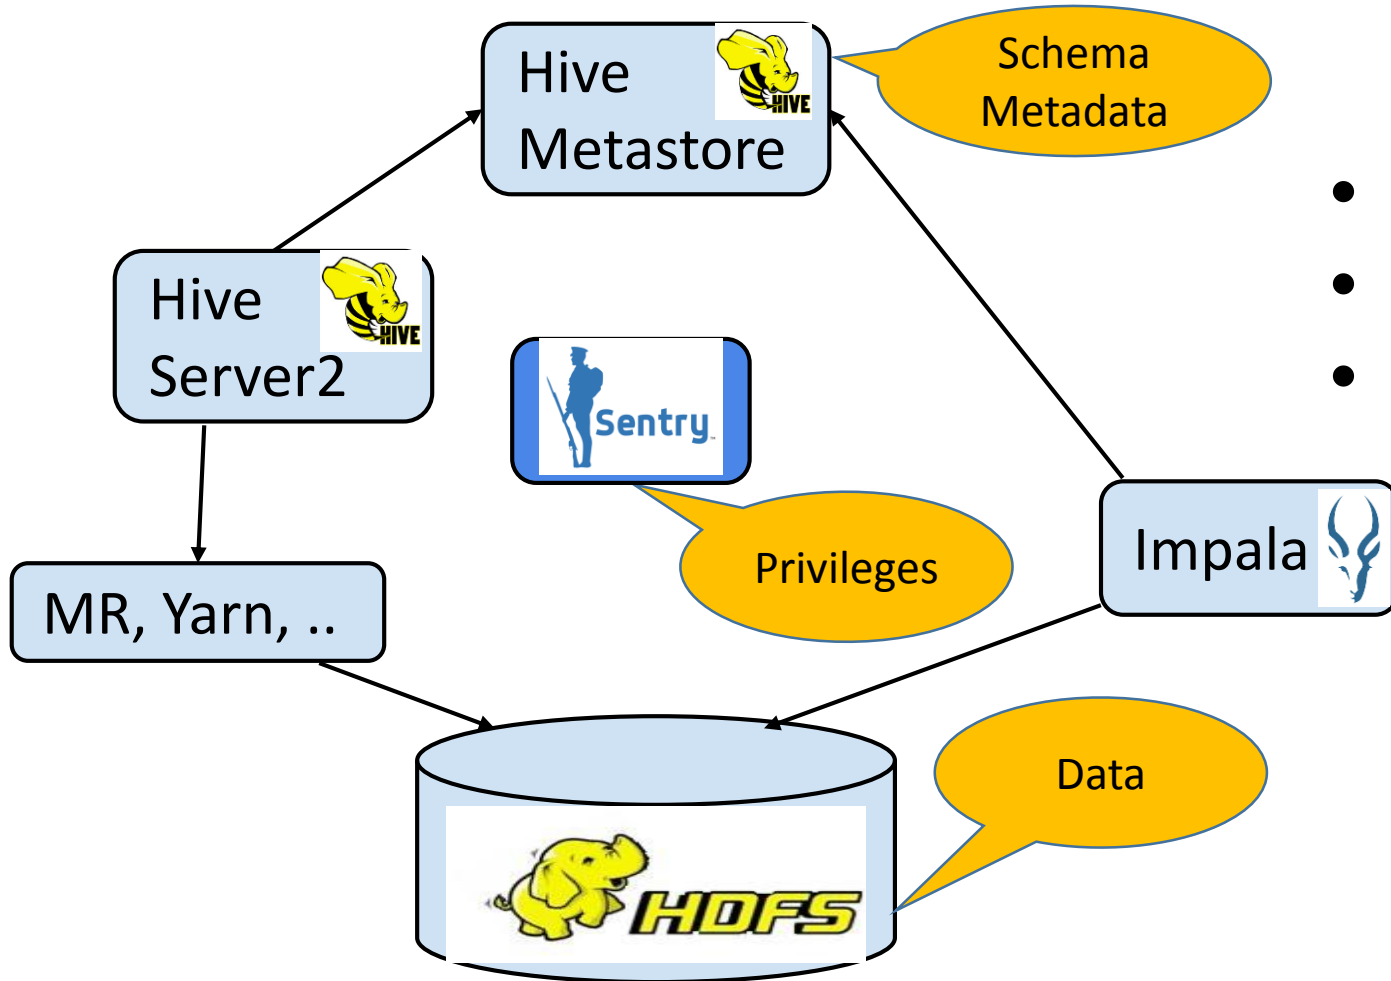 Hive
Metastore
HIVE
Schema
Metadata
•
•
•
Hive
Server2
HIVE
Sentry
Privileges
Impala
MR, Yarn, ..
Data
HDFS